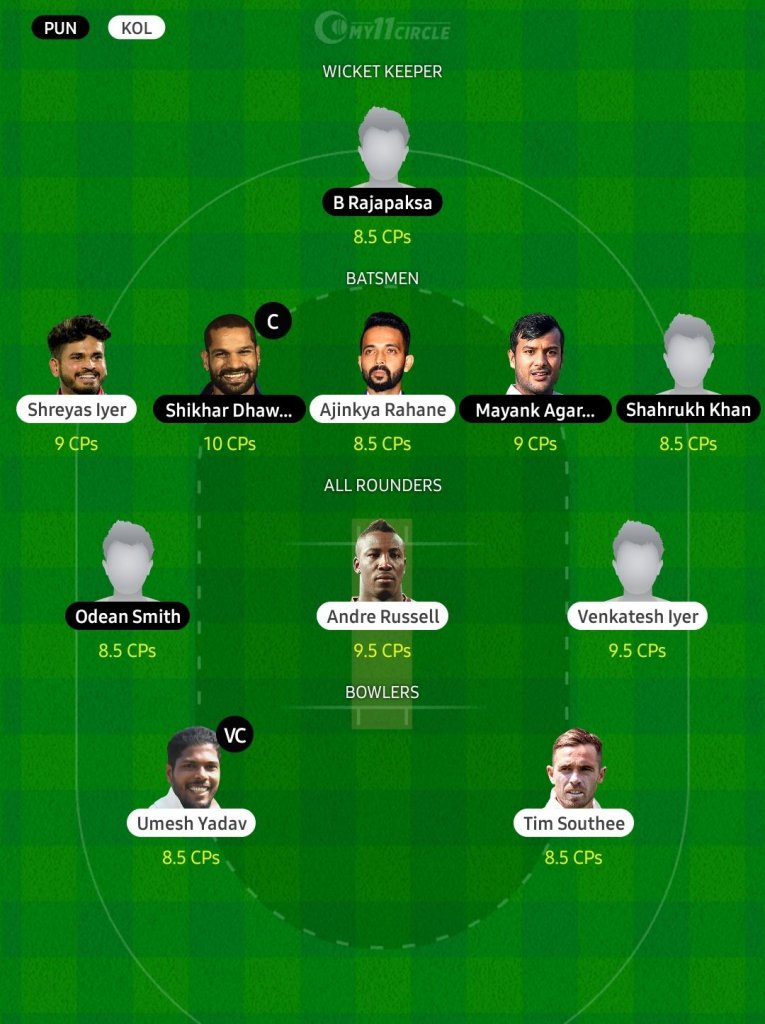 PUN KOL MY11CIRCLE
WICKET KEEPER
B Rajapaksa
8.5 CPs
BATSMEN
C
Shreyas Iyer Shikhar Dhaw... Ajinkya Rahane Mayank Agar... Shahrukh Khan
9 CPs 10 CPs 8.5 CPs 9 CPs 8.5 CPs
ALL ROUNDERS
Odean Smith Andre Russell Venkatesh Iyer
8.5 CPs 9.5 CPs 9.5 CPs
BOWLERS
VC
Umesh Yadav Tim Southee
8.5 CPs 8.5 CPs